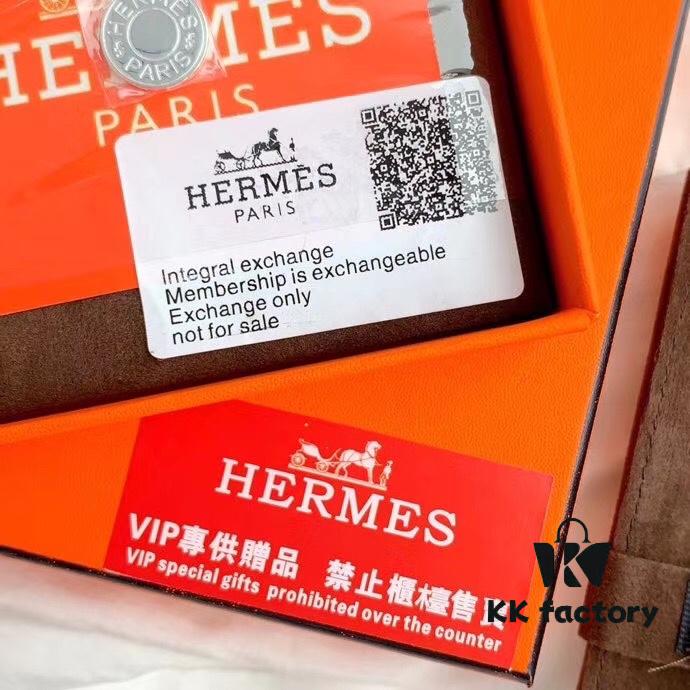 HERMES
PARIS
HERMES
PARIS
HERMES
PARIS
Integral exchange
Membership is exchangeable
Exchange only
not for sale
HERMES
VIP專供贈品 禁止櫃檯售
VIP special gifts prohibited over the counter
KK factory